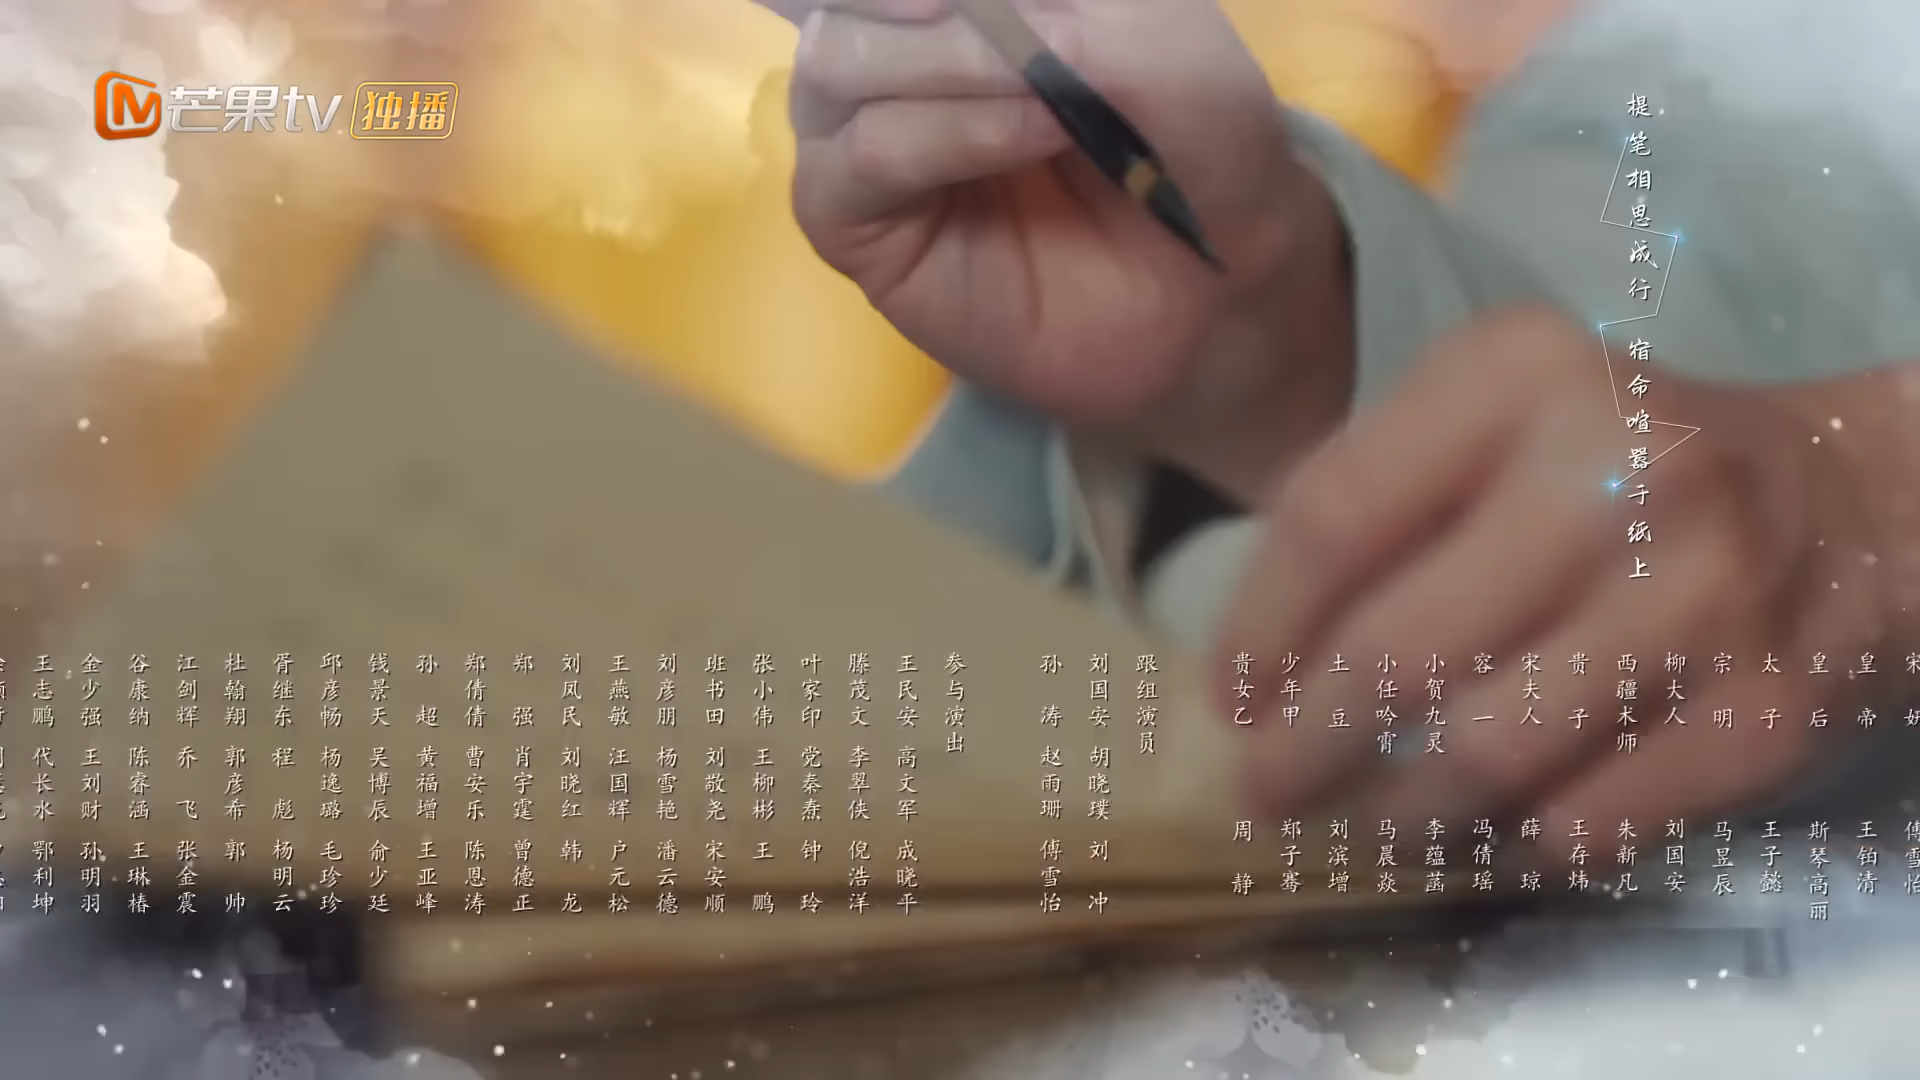 芒果tv 独播
提笔相思成行 宿命喧嚣于纸上
皇帝 王铂清
皇后 斯琴高丽
太子 王子懿
宗明 马昱辰
柳大人 刘国安
西疆术师 朱新凡
贵子 王存炜
宋夫人 薛琼
容一 冯倩瑶
小贺九灵 李蕴菡
小任吟霄 马晨焱
土豆 刘滨增
少年甲 郑子骞
贵女乙 周静
跟组演员
刘国安 胡晓璞 刘冲
孙涛 赵雨珊 傅雪怡
参与演出
王民安 高文军 成晓平
滕茂文 李翠侠 倪浩洋
叶家印 党秦焘 钟玲
张小伟 王柳彬 王鹏
班书田 刘敬尧 宋安顺
刘彦朋 杨雪艳 潘云德
王燕敏 汪国辉 户元松
刘凤民 刘晓红 韩龙
郑强 肖宇霆 曾德正
郑倩倩 曹安乐 陈恩涛
孙超 黄福增 王亚峰
钱景天 吴博辰 俞少廷
邱彦畅 杨逸璐 毛珍珍
胥继东 程彪 杨明云
杜翰翔 郭彦希 郭帅
江剑辉 乔飞 张金震
谷康纳 陈睿涵 王琳椿
金少强 王刘财 孙明羽
王志鹏 代长水 鄂利坤